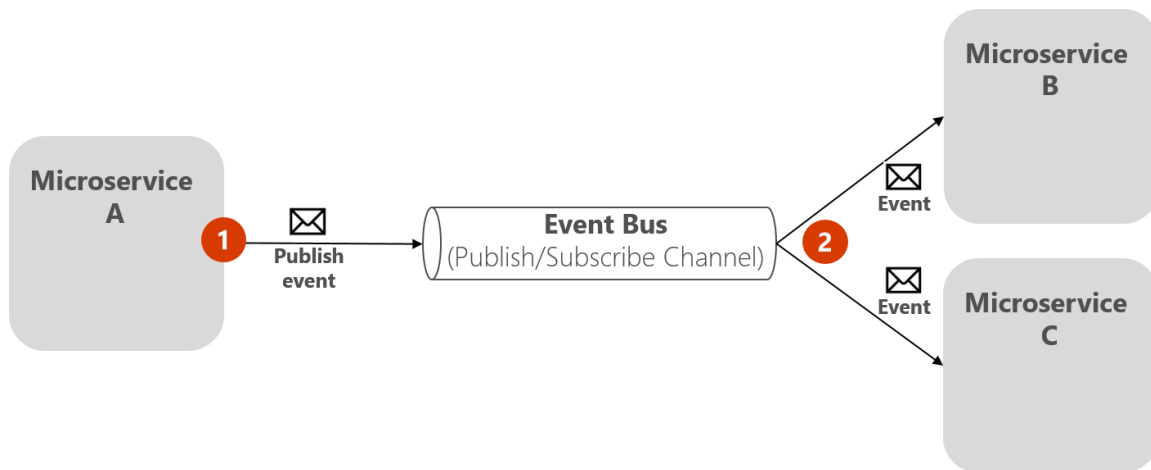 Microservice
A
1
Publish
event
Event Bus
(Publish/Subscribe Channel)
2
Event
Event
Microservice
B
Microservice
C